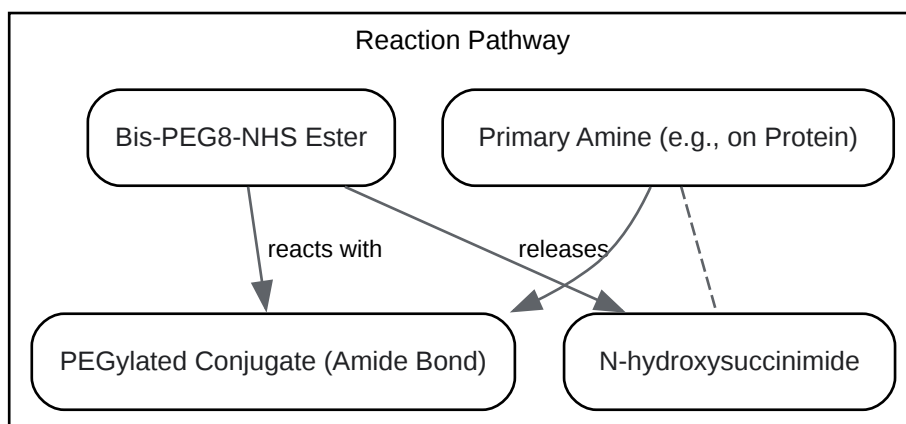 Reaction Pathway
Bis-PEG8-NHS Ester
Primary Amine (e.g., on Protein)
reacts with
releases
PEGylated Conjugate (Amide Bond)
N-hydroxysuccinimide